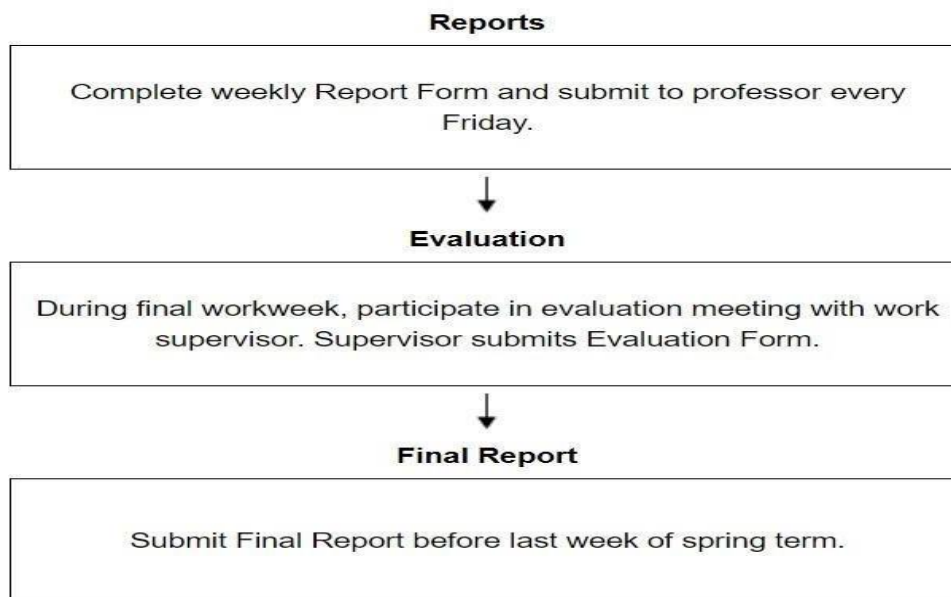 Reports
Complete weekly Report Form and submit to professor every
Friday.
Evaluation
During final workweek, participate in evaluation meeting with work
supervisor. Supervisor submits Evaluation Form.
Final Report
Submit Final Report before last week of spring term.